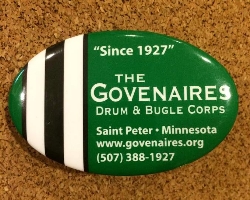 "Since 1927"
THE
GOVENAIRES
DRUM & BUGLE CORPS
Saint Peter • Minnesota
www.govenaires.org
(507) 388-1927